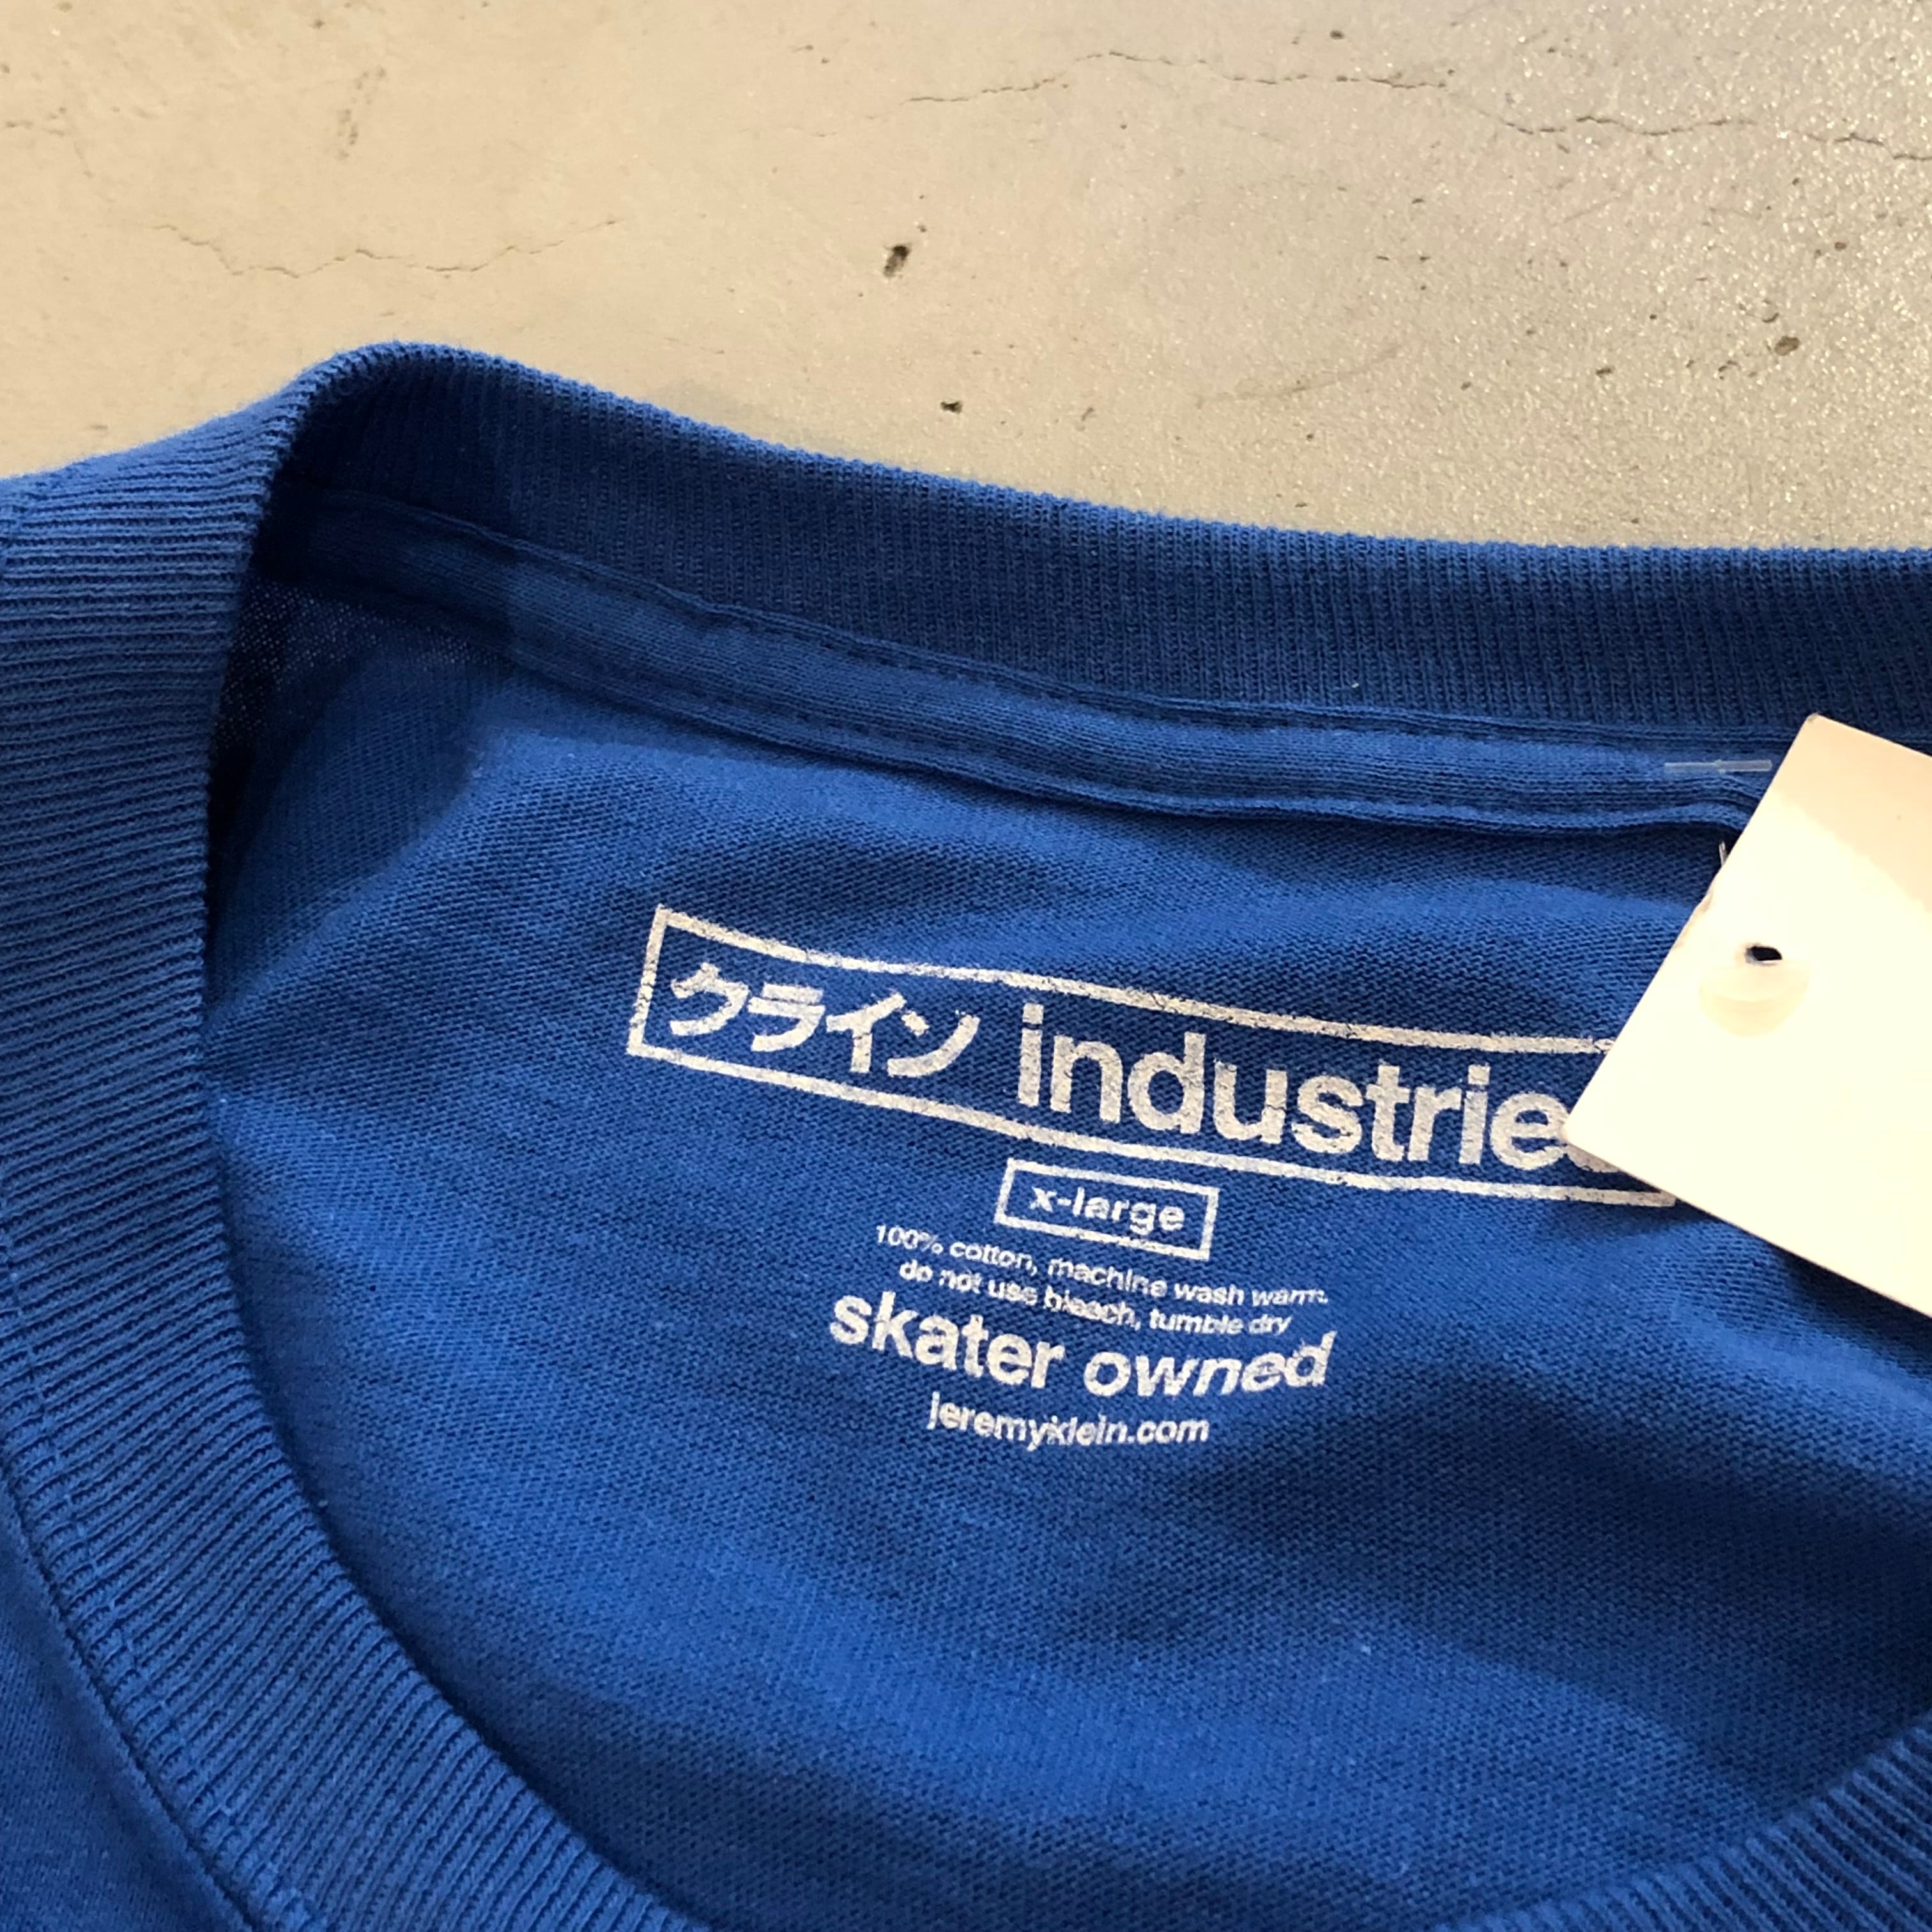 クライン industrie
x-large
100% cotton, machine wash warm.
do not use bleach, tumble dry
skater owned
jeremyklein.com